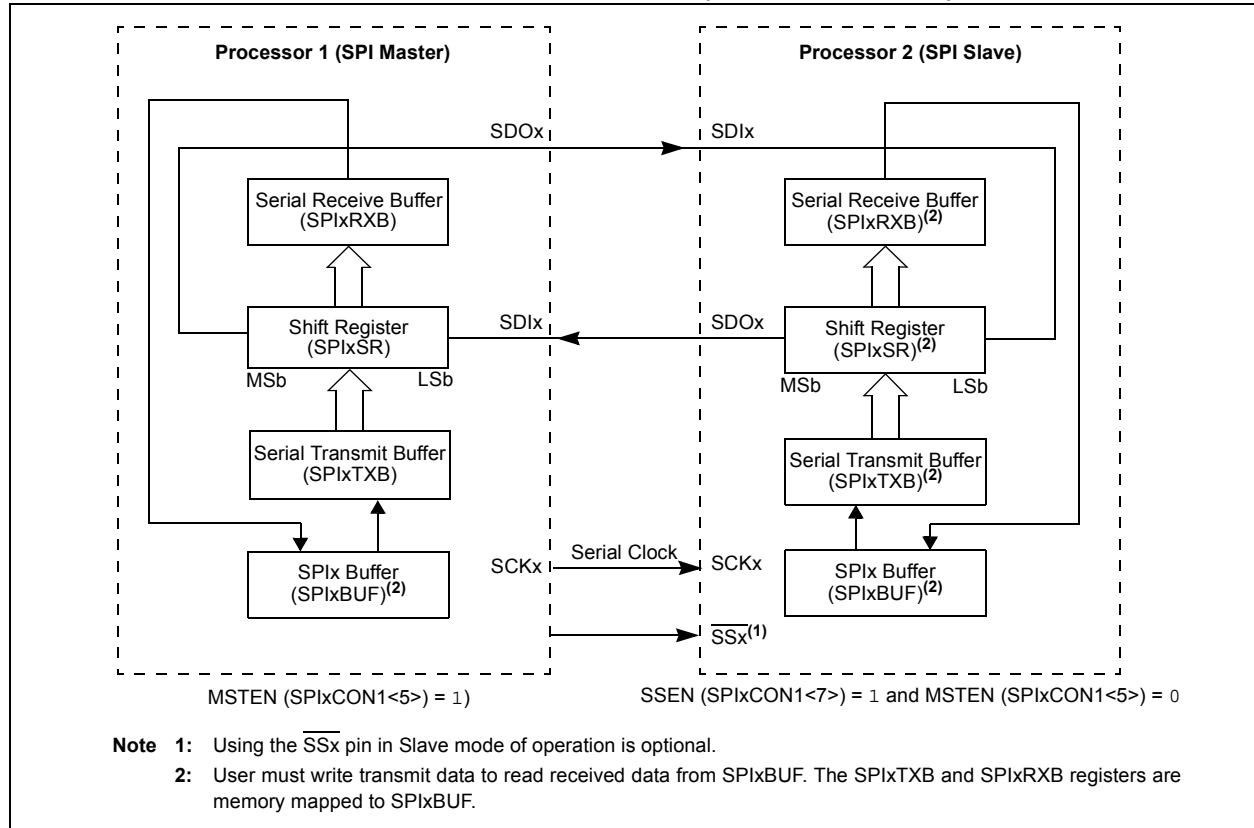 Processor 1 (SPI Master)
Processor 2 (SPI Slave)
SDOx
SDIx
Serial Receive Buffer
(SPIxRXB)
Serial Receive Buffer
(SPIxRXB)(2)
SDIx
SDOx
Shift Register
(SPIxSR)
MSb
LSb
Shift Register
(SPIxSR)(2)
MSb
LSb
Serial Transmit Buffer
(SPIxTXB)
Serial Transmit Buffer
(SPIxTXB)(2)
SPIx Buffer
(SPIxBUF)(2)
SCKx
Serial Clock
SCKx
SPIx Buffer
(SPIxBUF)(2)
SSx(1)
MSTEN (SPIxCON1<5>) = 1)
SSEN (SPIxCON1<7>) = 1 and MSTEN (SPIxCON1<5>) = 0
Note 1: Using the SSx pin in Slave mode of operation is optional.
2: User must write transmit data to read received data from SPIxBUF. The SPIxTXB and SPIxRXB registers are
memory mapped to SPIxBUF.